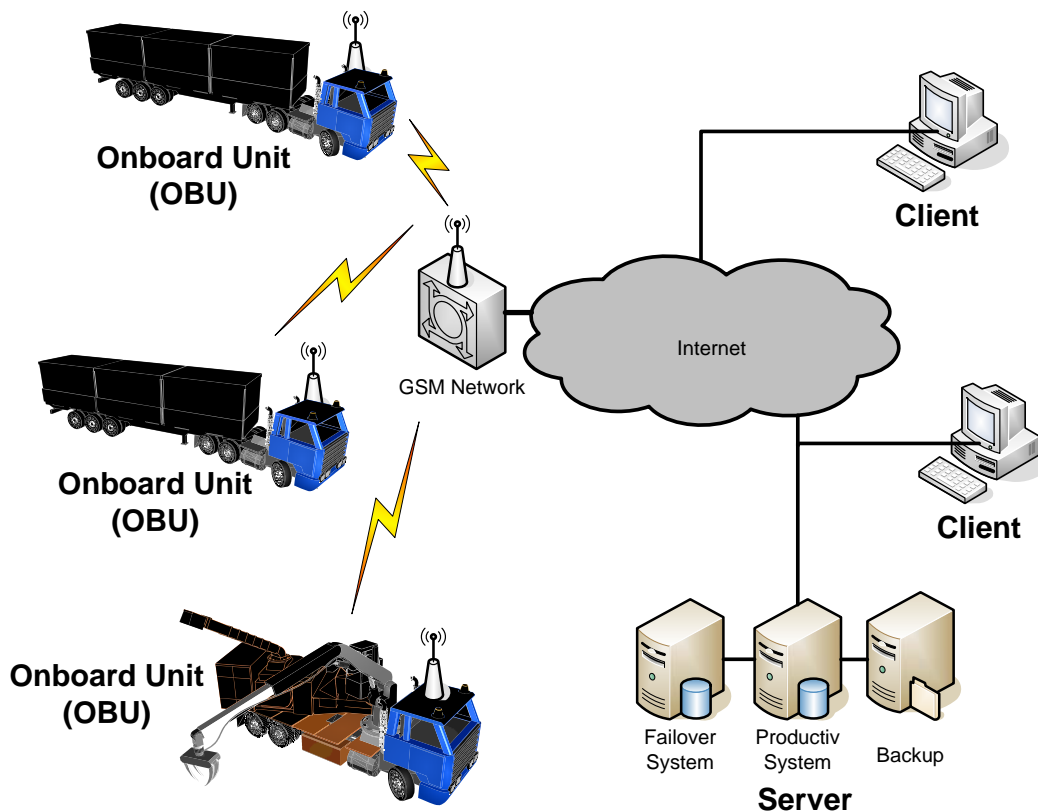 Onboard Unit
(OBU)
Client
Internet
GSM Network
Onboard Unit
(OBU)
Client
Onboard Unit
(OBU)
Failover
System
Productiv
System
Backup
Server